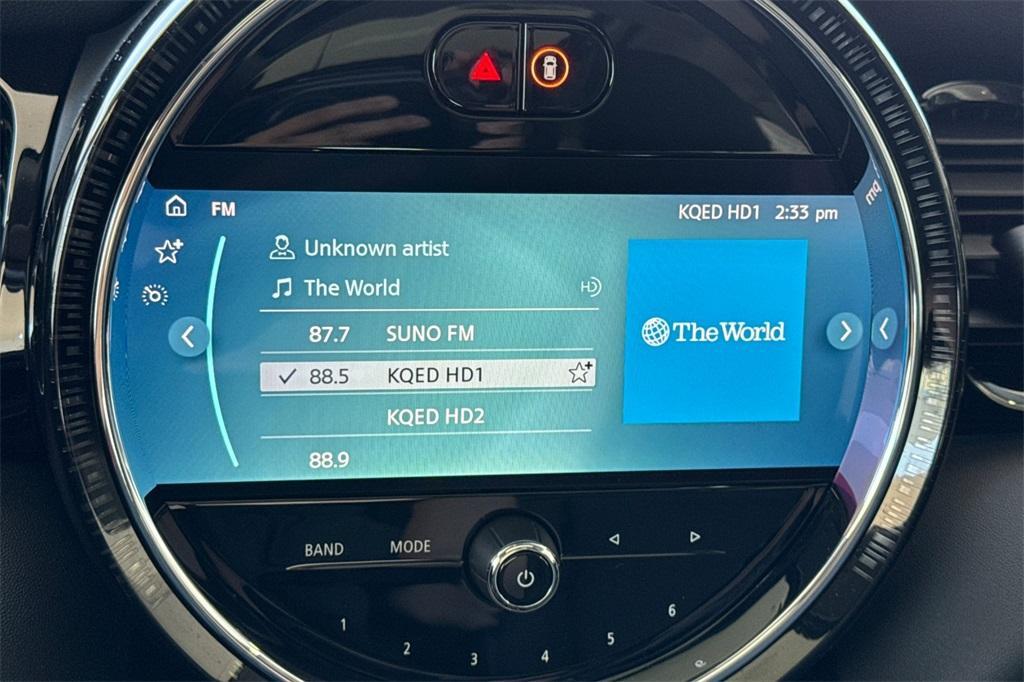 FM
KQED HD1 2:33 pm
Unknown artist
The World
HD
87.7 SUNO FM
88.5 KQED HD1
KQED HD2
88.9
The World
BAND
MODE
1
2
3
4
5
6